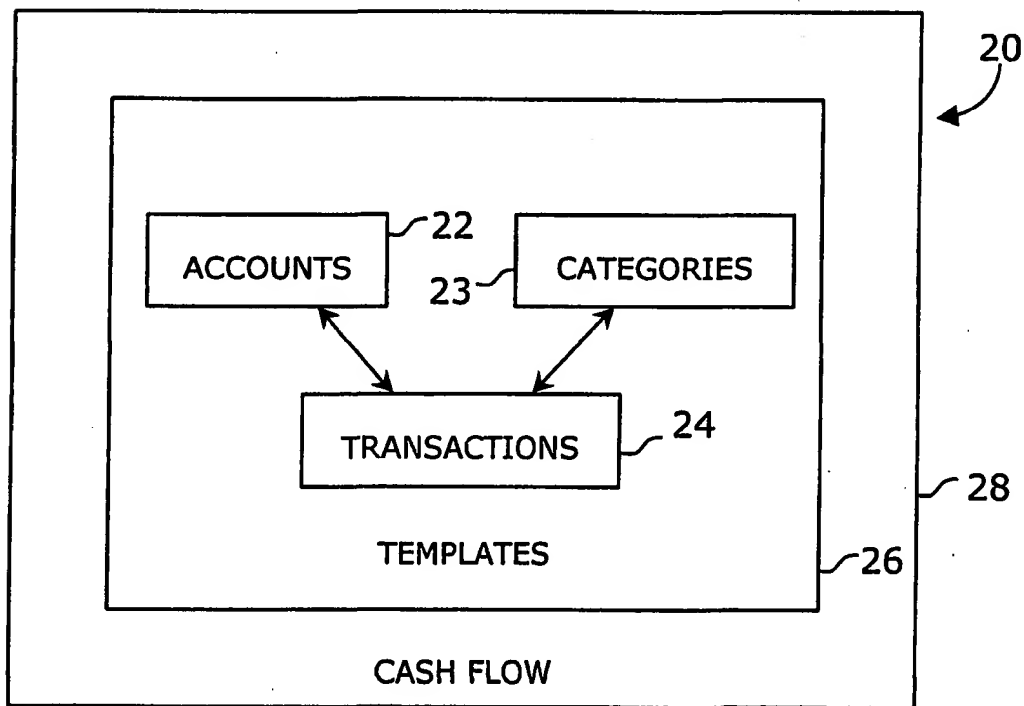 20
ACCOUNTS
22
23
CATEGORIES
TRANSACTIONS
24
28
TEMPLATES
26
CASH FLOW